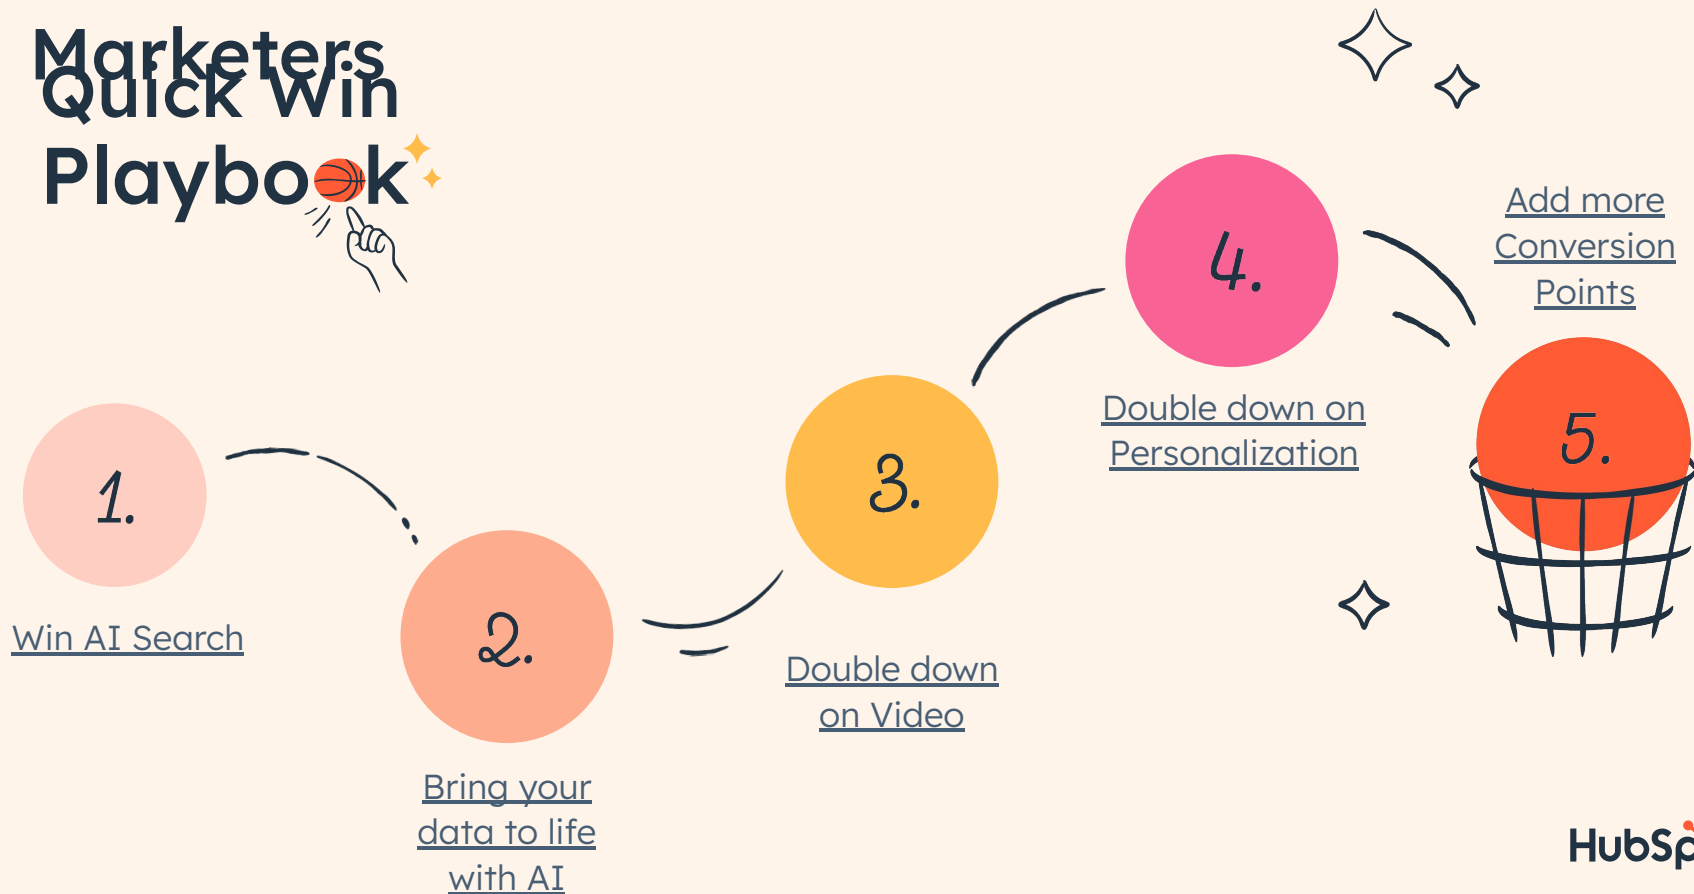 Marketers
Quick Win
Playbook
1.
Win AI Search
2.
Bring your
data to life
with AI
3.
Double down
on Video
4.
Double down on
Personalization
Add more
Conversion
Points
5.
HubSp